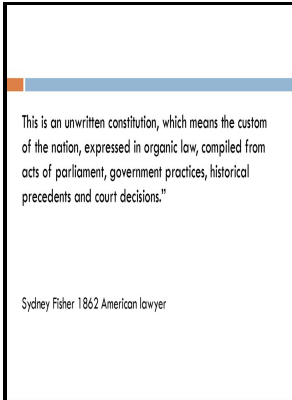 This is an unwritten constitution, which means the custom
of the nation, expressed in organic law, compiled from
acts of parliament, government practices, historical
precedents and court decisions.”
Sydney Fisher 1862 American lawyer